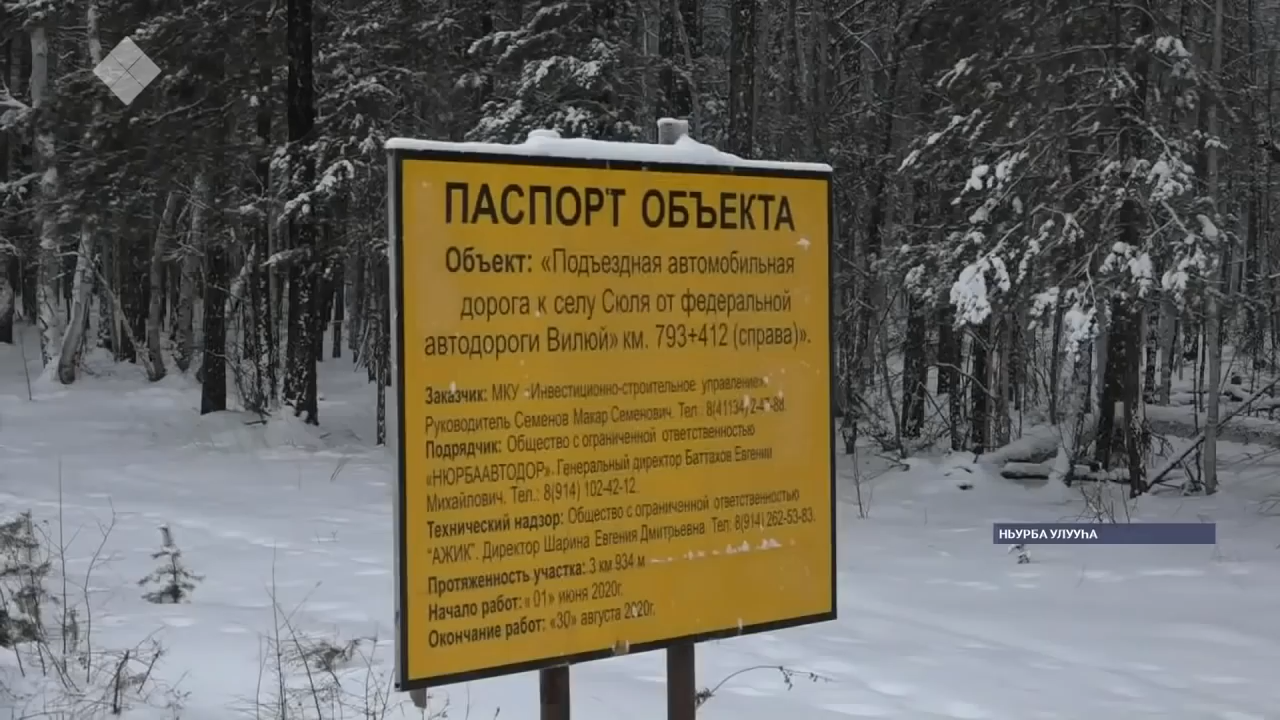 ПАСПОРТ ОБЪЕКТА
Объект: «Подъездная автомобильная
дорога к селу Сюля от федеральной
автодороги Вилюй» км. 793+412 (справа)».
Заказчик: МКУ «Инвестиционно-строительное управление»
Руководитель Семенов Макар Семенович. Тел.: 8(41134)
Подрядчик: Общество с ограниченной ответственностью
«НЮРБААВТОДОР». Генеральный директор Баттахов Евгений
Михайлович. Тел.: 8(914) 102-42-12.
Технический надзор: Общество с ограниченной ответственностью
"АЖИК". Директор Шарина Евгения Дмитрьевна. Тел: 8(914) 262-53-83.
Протяженность участка: 3 км 934 м
Начало работ: «01» июня 2020г.
Окончание работ: «30» августа 2020г.
НЬУРБА УЛУУҺА